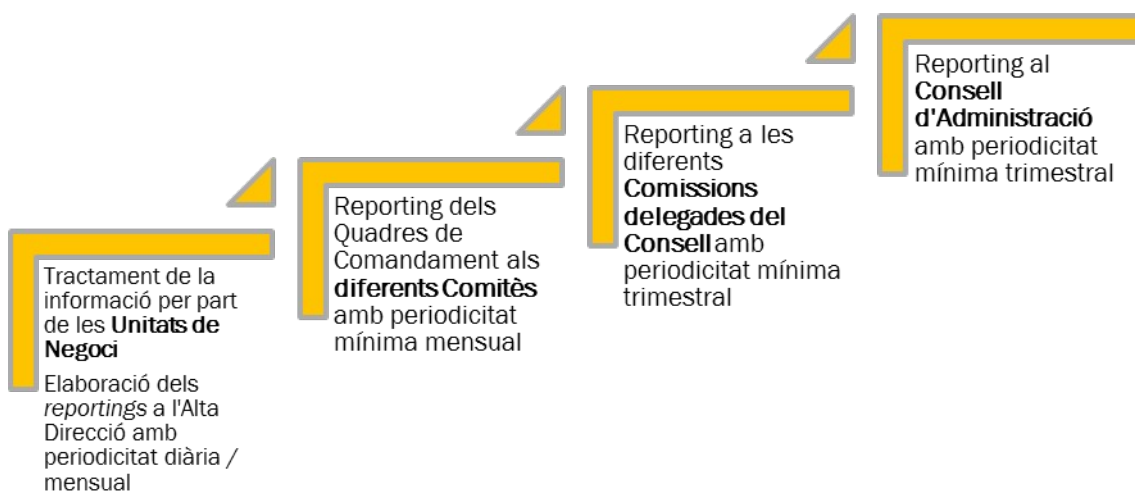 Tractament de la
informació per part
de les Unitats de
Negoci
Elaboració dels
reportings a l'Alta
Direcció amb
periodicitat diària /
mensual
Reporting dels
Quadres de
Comandament als
diferents Comitès
amb periodicitat
mínima mensual
Reporting a les
diferents
Comissions
delegades del
Consell amb
periodicitat mínima
trimestral
Reporting al
Consell
d'Administració
amb periodicitat
mínima trimestral